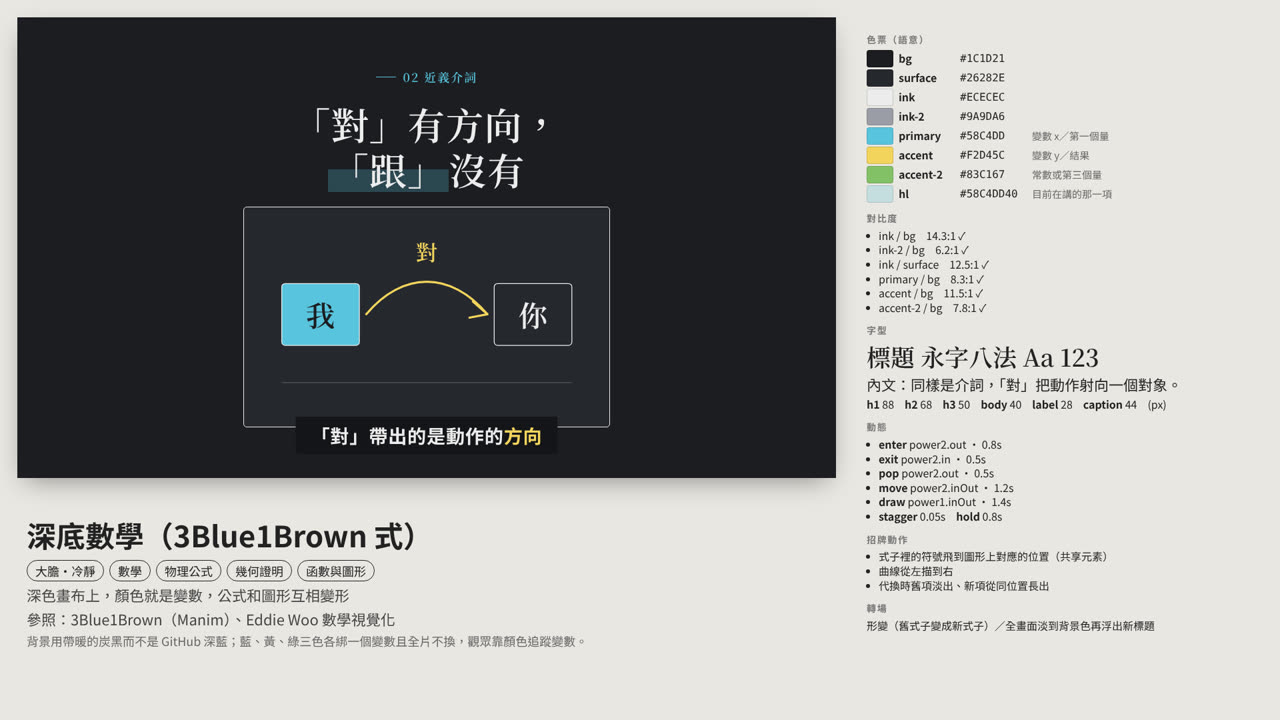 02 近義介詞
「對」有方向，
「跟」沒有
對
我
你
「對」帶出的是動作的方向
深底數學（3Blue1Brown 式）
大膽・冷靜 數學 物理公式 幾何證明 函數與圖形
深色畫布上，顏色就是變數，公式和圖形互相變形
參照：3Blue1Brown（Manim）、Eddie Woo 數學視覺化
背景用帶暖的炭黑而不是 GitHub 深藍；藍、黃、綠三色各綁一個變數且全片不換，觀眾靠顏色追蹤變數。
色票（語意）
bg #1C1D21
surface #26282E
ink #ECECEC
ink-2 #9A9DA6
primary #58C4DD 變數 x／第一個量
accent #F2D45C 變數 y／結果
accent-2 #83C167 常數或第三個量
hl #58C4DD40 目前在講的那一項
對比度
ink / bg 14.3:1 ✓
ink-2 / bg 6.2:1 ✓
ink / surface 12.5:1 ✓
primary / bg 8.3:1 ✓
accent / bg 11.5:1 ✓
accent-2 / bg 7.8:1 ✓
字型
標題 永字八法 Aa 123
內文：同樣是介詞，「對」把動作射向一個對象。
h1 88 h2 68 h3 50 body 40 label 28 caption 44 (px)
動態
enter power2.out ・ 0.8s
exit power2.in ・ 0.5s
pop power2.out ・ 0.5s
move power2.inOut ・ 1.2s
draw power1.inOut ・ 1.4s
stagger 0.05s hold 0.8s
招牌動作
式子裡的符號飛到圖形上對應的位置（共享元素）
曲線從左描到右
代換時舊項淡出、新項從同位置長出
轉場
形變（舊式子變成新式子）／全畫面淡到背景色再浮出新標題